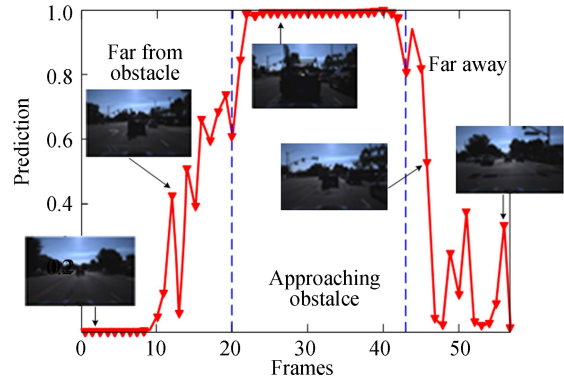 1.0
0.8
0.6
0.4
0.2
Prediction
Far from
obstacle
Far away
Approaching
obstalce
0
10
20
30
40
50
Frames